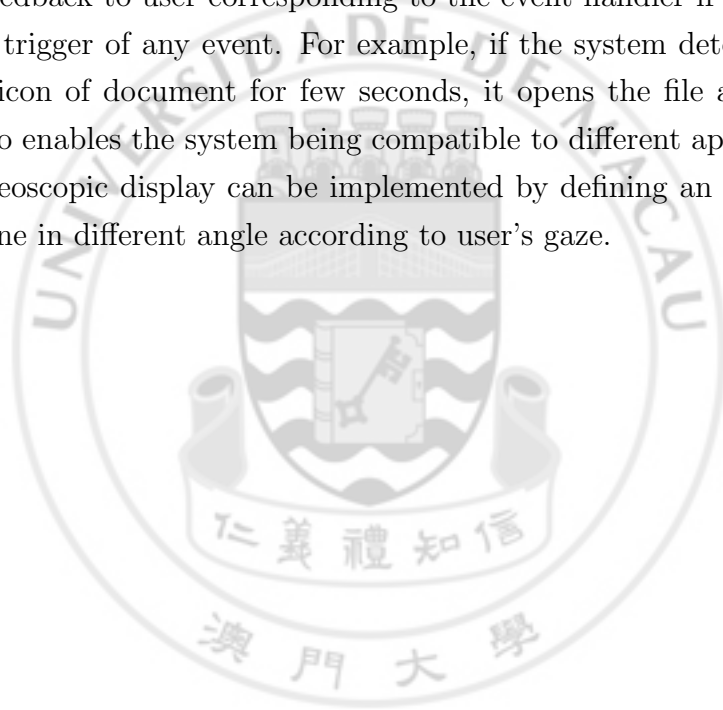 edback to user corresponding to the event handler if
trigger of any event. For example, if the system dete
icon of document for few seconds, it opens the file a
o enables the system being compatible to different ap
eoscopic display can be implemented by defining an
ne in different angle according to user's gaze.
UNIVERSIDADE DE MACAU
仁義禮知信
澳門大學